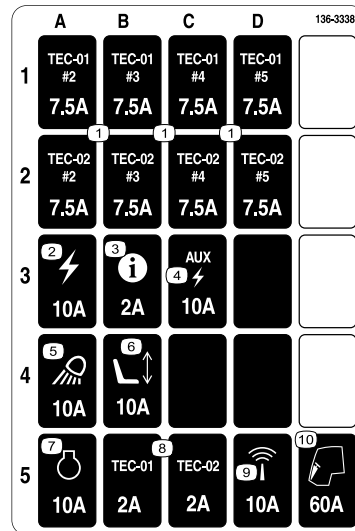 A B C D 136-3338
1
TEC-01 TEC-01 TEC-01 TEC-01
#2 #3 #4 #5
7.5A 7.5A 7.5A 7.5A
1 1 1
2
TEC-02 TEC-02 TEC-02 TEC-02
#2 #3 #4 #5
7.5A 7.5A 7.5A 7.5A
3
2 3 i 4 AUX
10A 2A 10A
4
5 6
10A 10A
5
7 8 9 10
TEC-01 TEC-02
10A 2A 2A 10A 60A